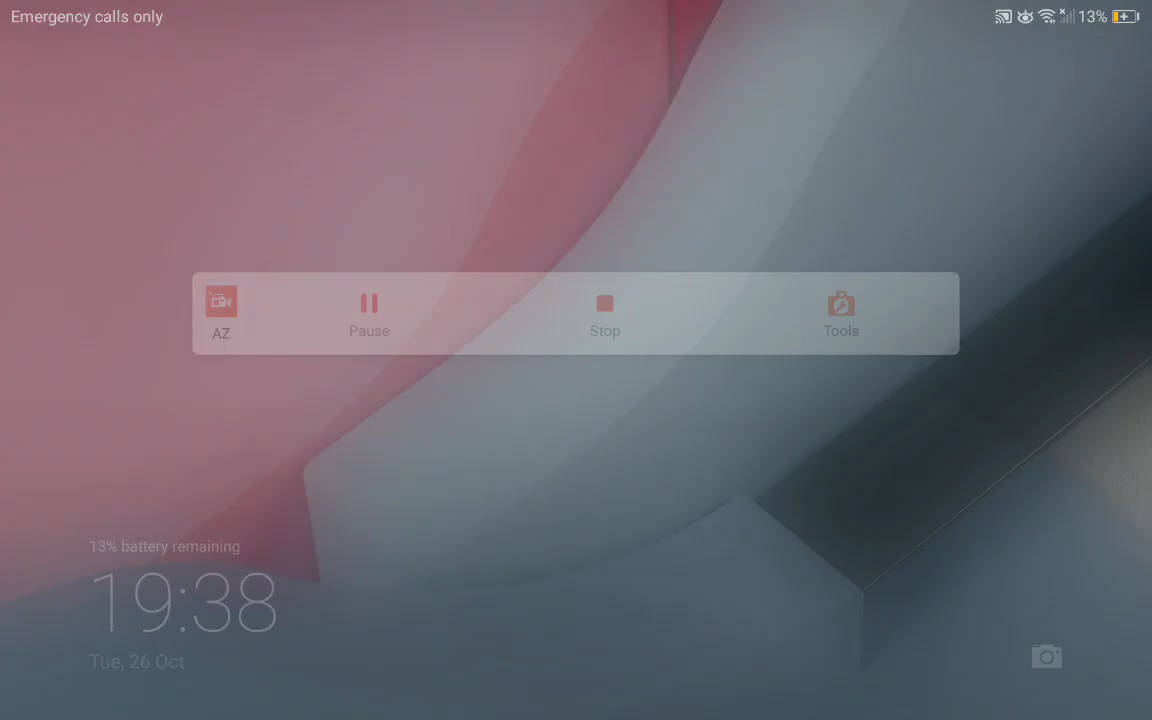 Emergency calls only
13%
AZ
Pause
Stop
Tools
13% battery remaining
19:38
Tue, 26 Oct